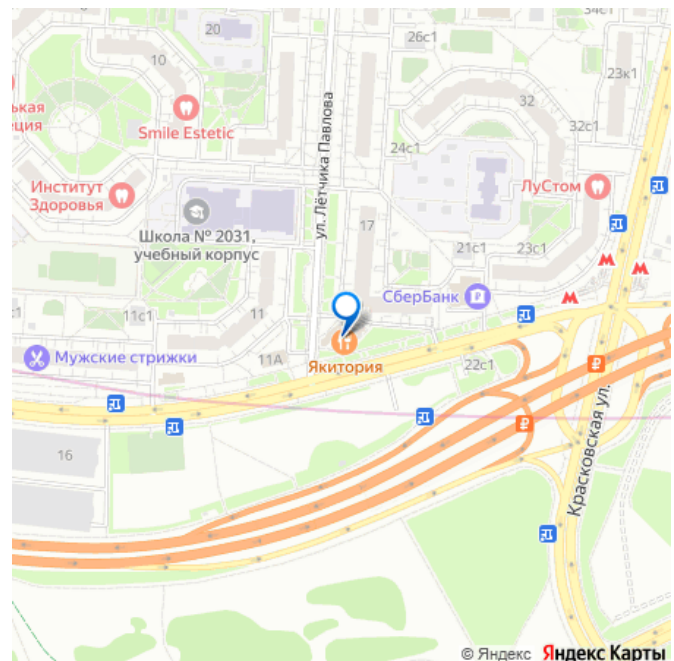 34с1
20
26с1
10
23к1
ькая
ция
Smile Estetic
ул. Лётчика Павлова
32
32с1
24с1
Институт
Здоровья
ЛуСтом
Школа № 2031,
учебный корпус
17
21с1
23с1
СберБанк
11с1
11
Мужские стрижки
11А
Якитория
22с1
Красковская ул.
16
© Яндекс Яндекс Карты